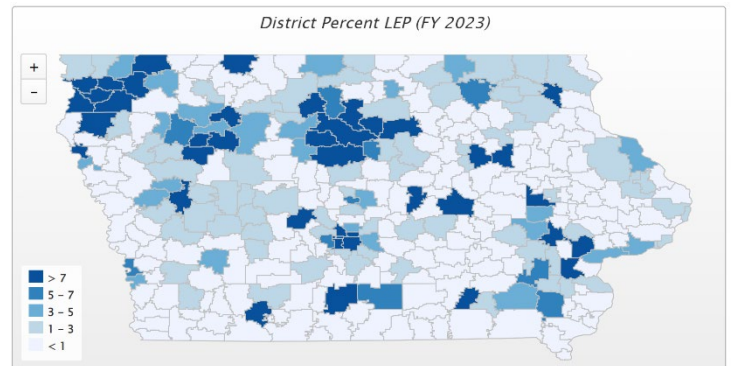 District Percent LEP (FY 2023)
+
–
> 7
5 – 7
3 – 5
1 – 3
< 1